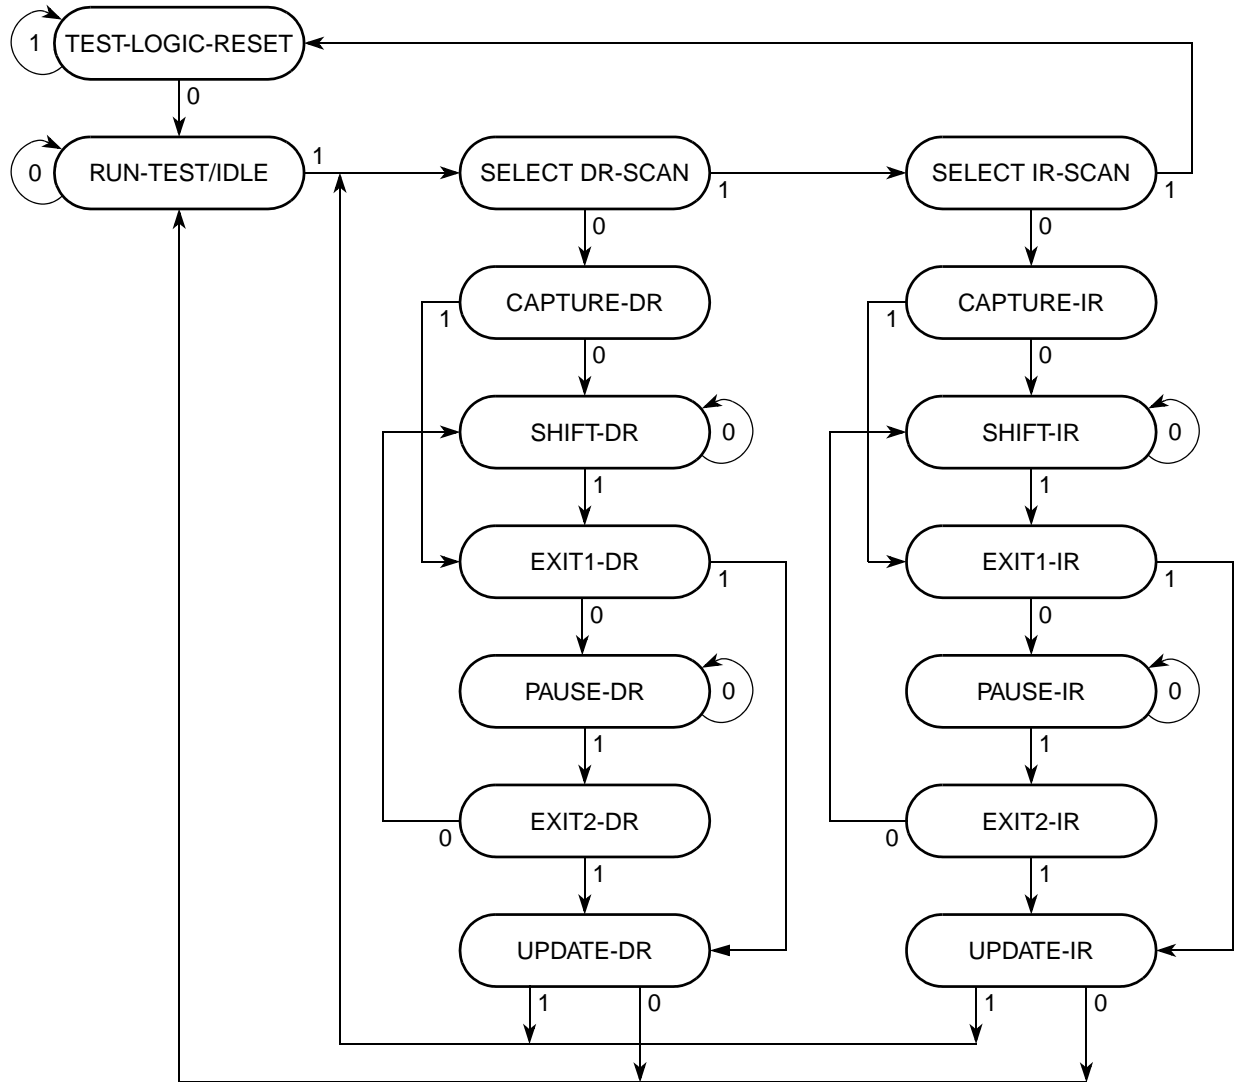 TEST-LOGIC-RESET
1
0
RUN-TEST/IDLE
0
1
SELECT DR-SCAN
1
0
SELECT IR-SCAN
1
0
CAPTURE-DR
1
0
CAPTURE-IR
1
0
SHIFT-DR
0
1
SHIFT-IR
0
1
EXIT1-DR
1
0
EXIT1-IR
1
0
PAUSE-DR
0
1
PAUSE-IR
0
1
EXIT2-DR
0
1
EXIT2-IR
0
1
UPDATE-DR
1
0
UPDATE-IR
1
0